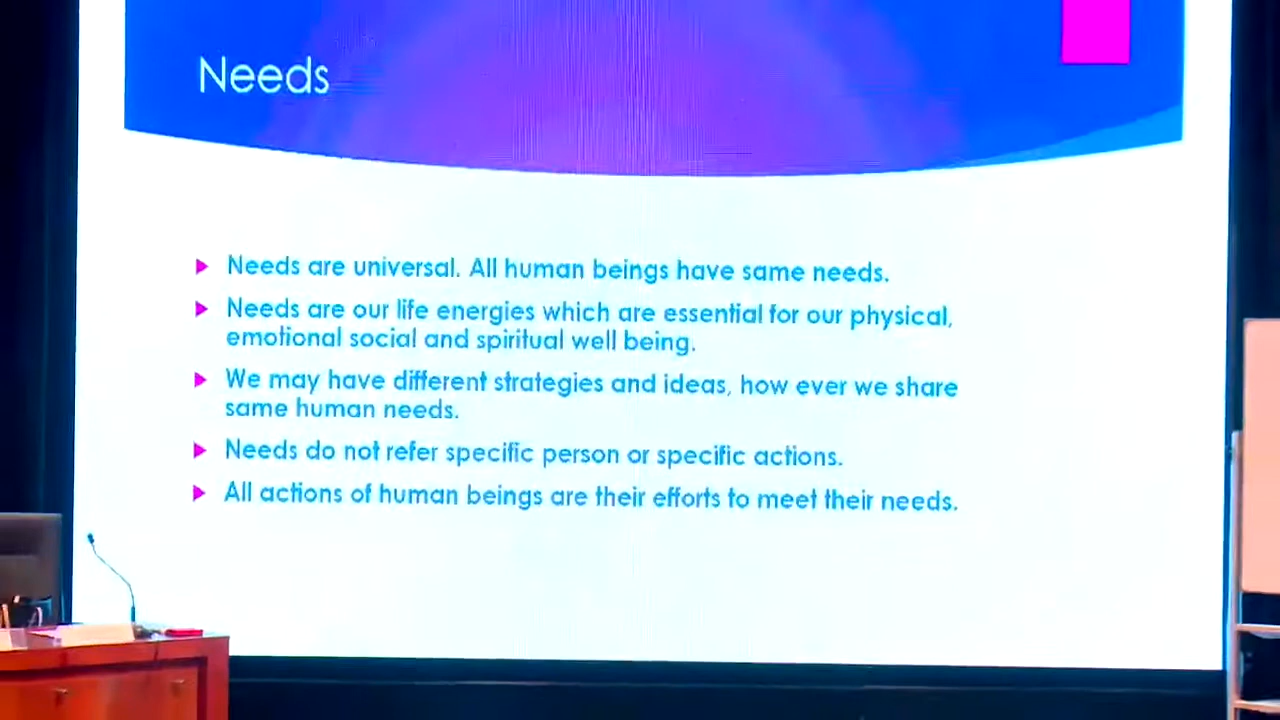 Needs
Needs are universal. All human beings have same needs.
Needs are our life energies which are essential for our physical,
emotional social and spiritual well being.
We may have different strategies and ideas, how ever we share
same human needs.
Needs do not refer specific person or specific actions.
All actions of human beings are their efforts to meet their needs.